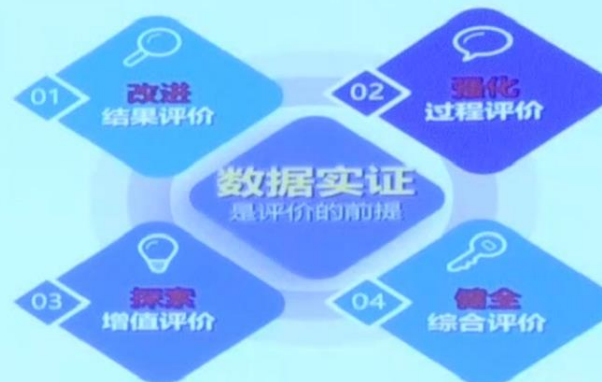 01
改进
结果评价
02
强化
过程评价
数据实证
是评价的前提
03
探索
增值评价
04
健全
综合评价